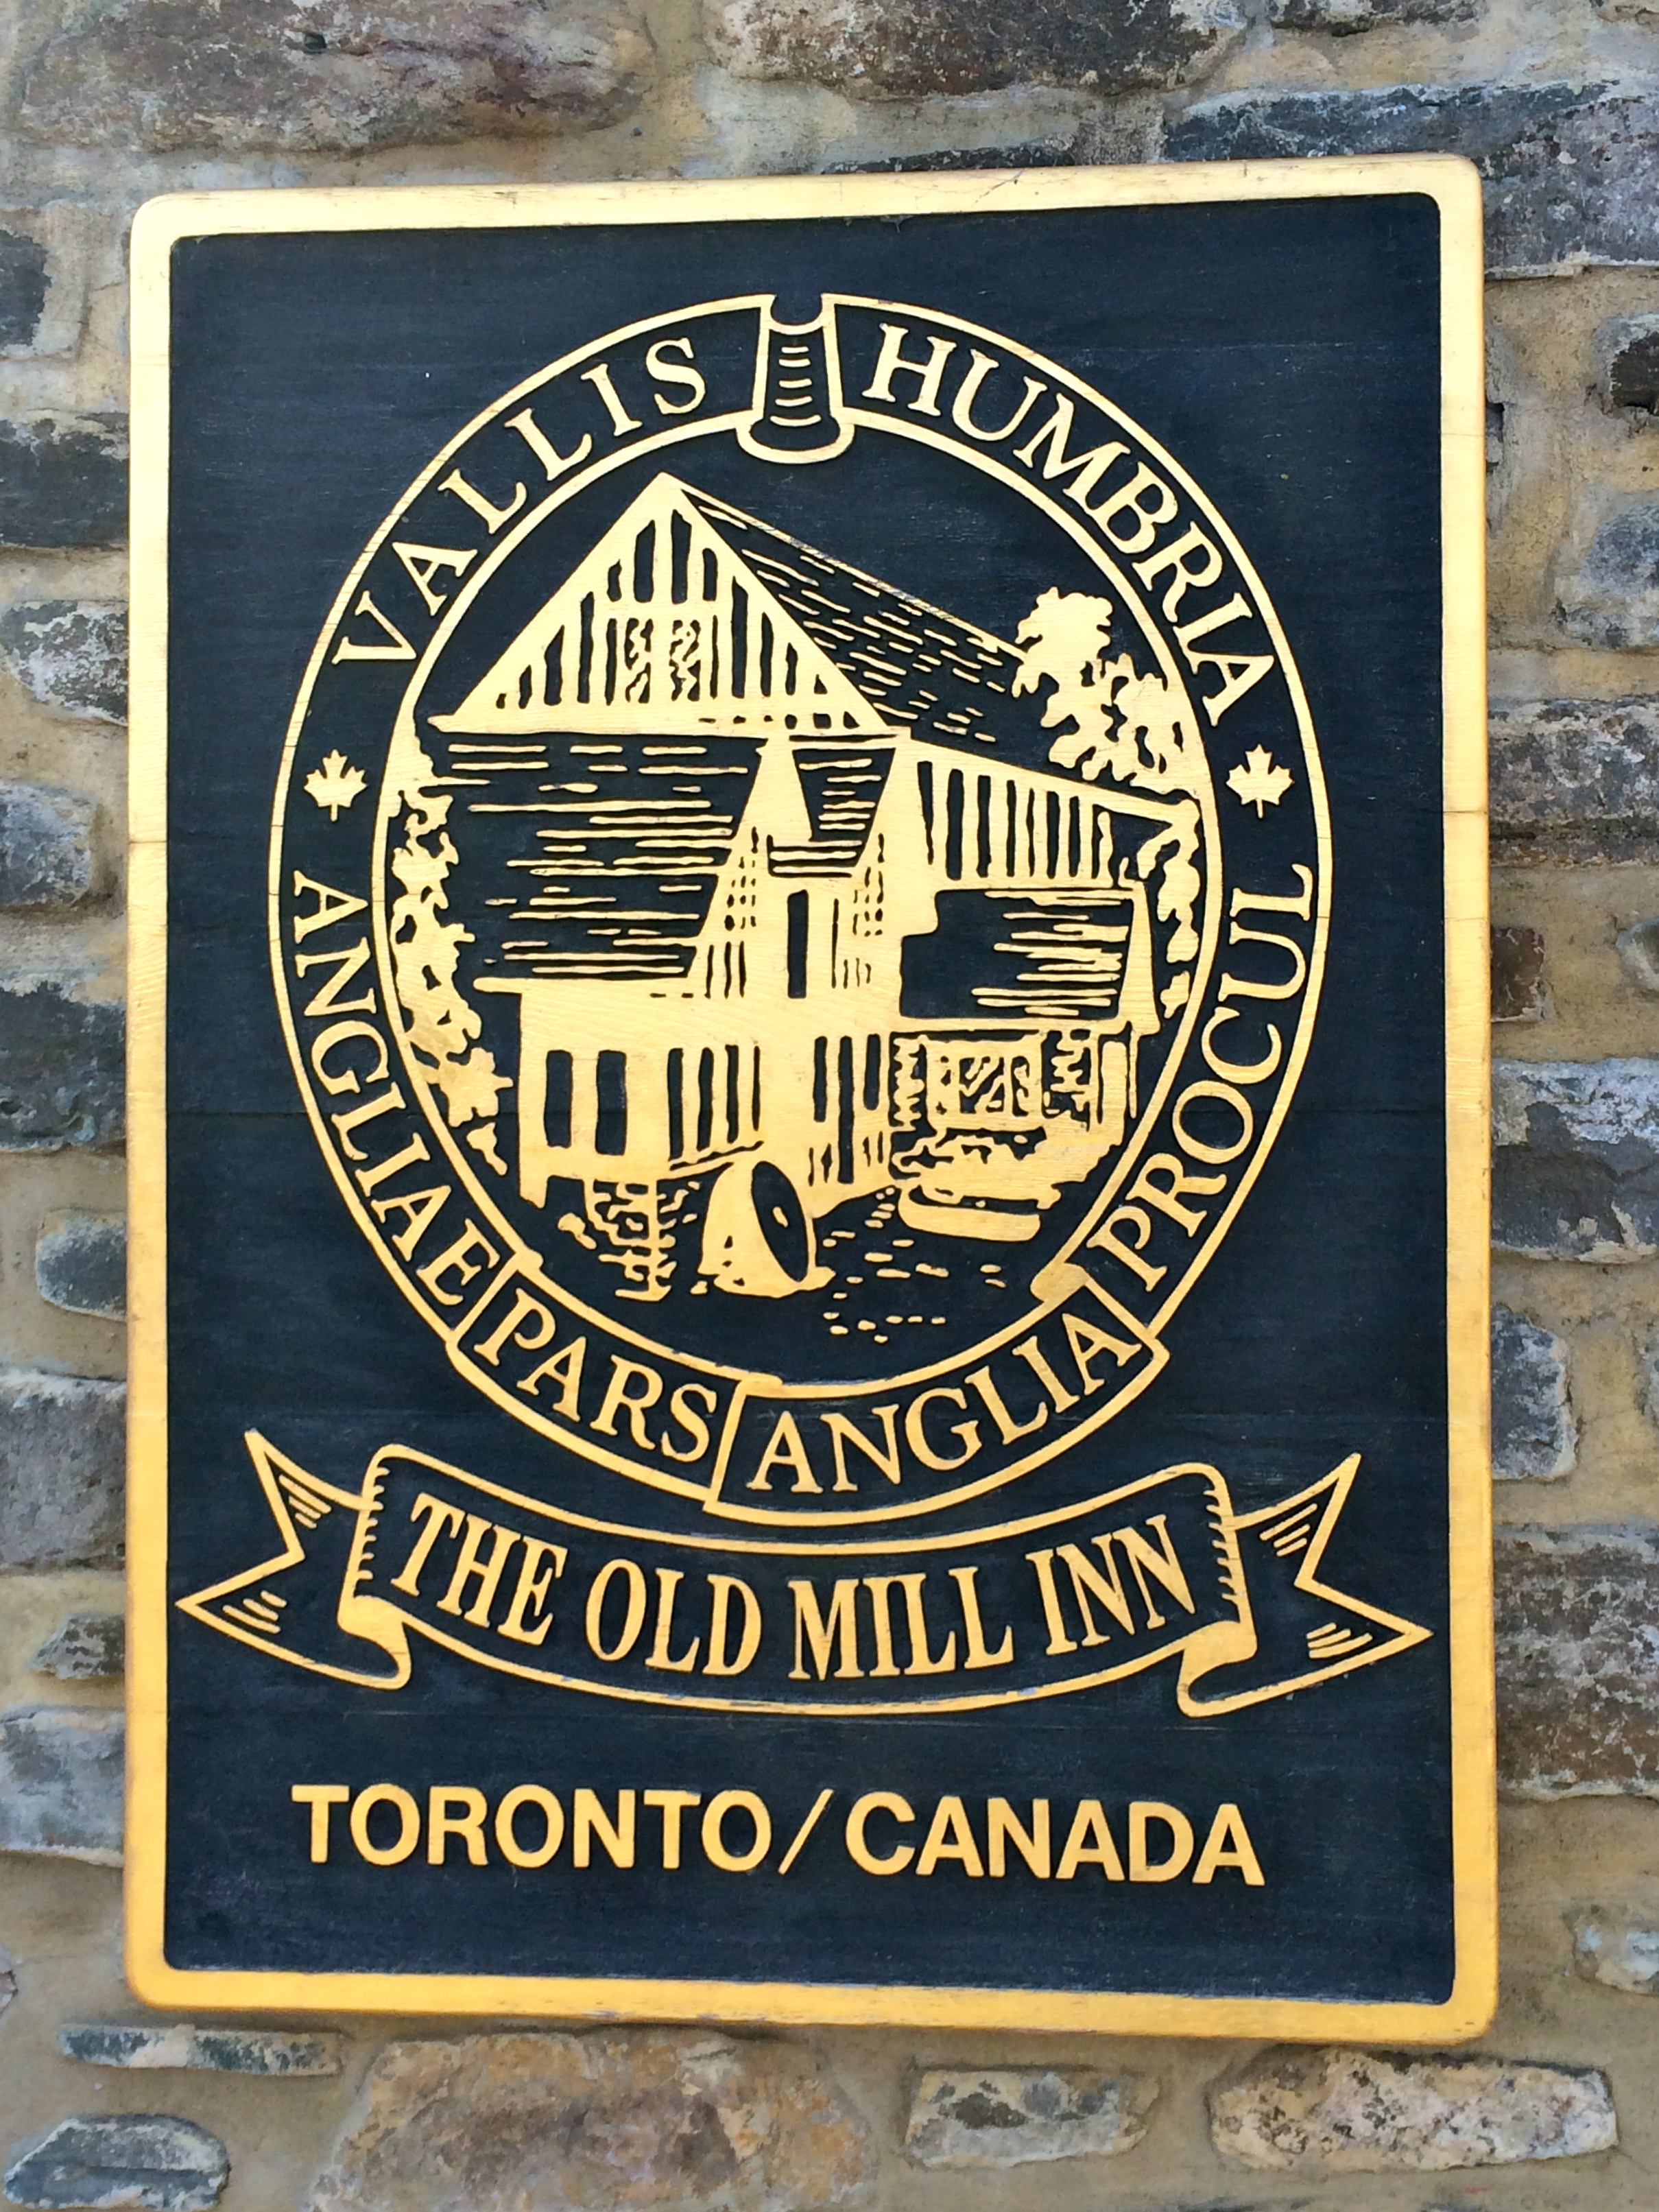 VALLIS HUMBRIA
ANGLIAE PARS ANGLIA PROCUL
THE OLD MILL INN
TORONTO/CANADA